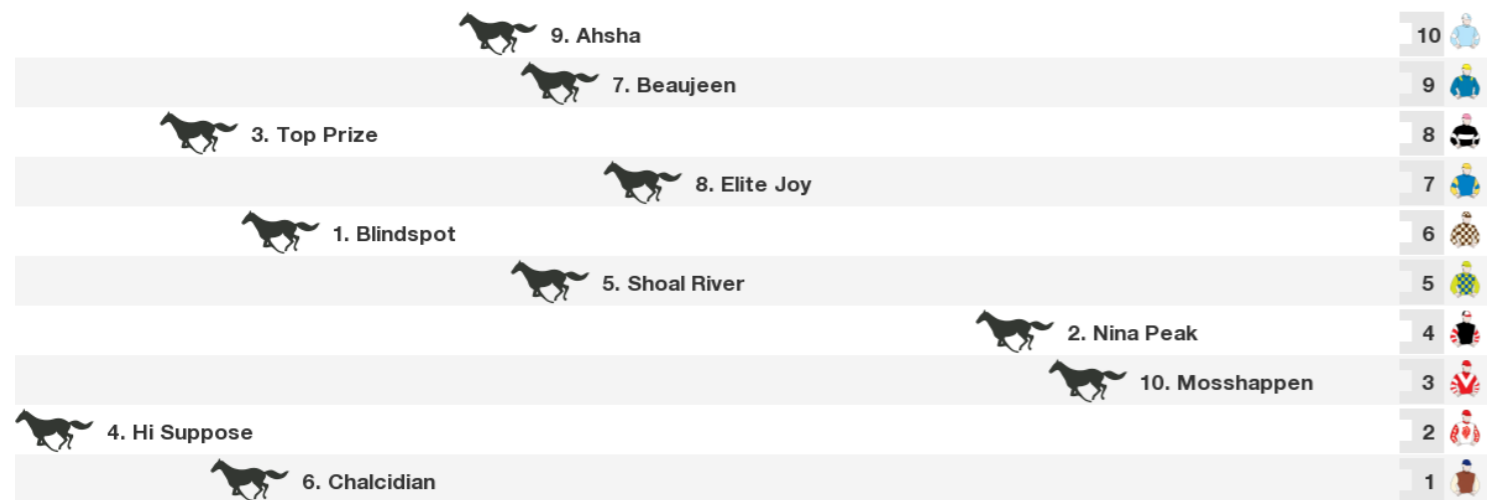 9. Ahsha 10
7. Beaujeen 9
3. Top Prize 8
8. Elite Joy 7
1. Blindspot 6
5. Shoal River 5
2. Nina Peak 4
10. Mosshappen 3
4. Hi Suppose 2
6. Chalcidian 1